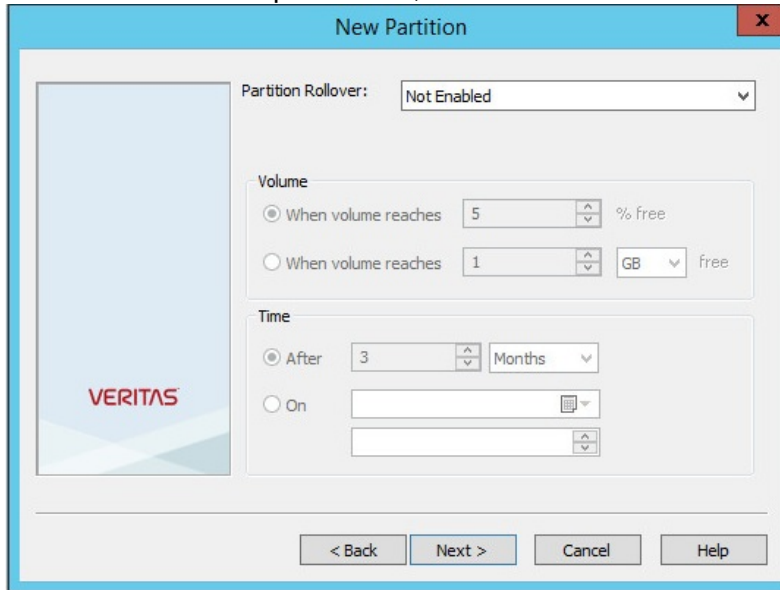 New Partition
x
Partition Rollover: Not Enabled
Volume
When volume reaches 5 % free
When volume reaches 1 GB free
Time
After 3 Months
On
VERITAS
< Back Next > Cancel Help